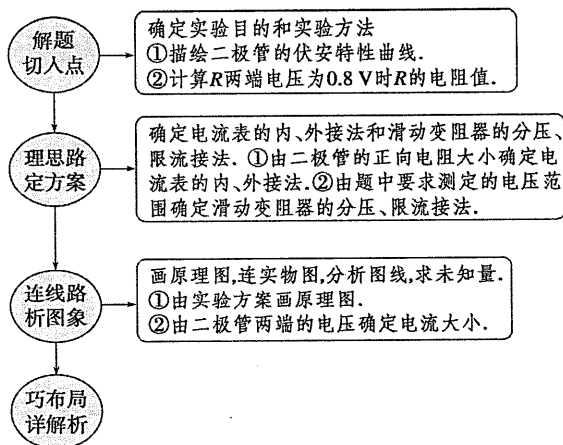 解题
切入点
确定实验目的和实验方法
①描绘二极管的伏安特性曲线.
②计算R两端电压为0.8 V时R的电阻值.
理思路
定方案
确定电流表的内、外接法和滑动变阻器的分压、
限流接法. ①由二极管的正向电阻大小确定电
流表的内、外接法.②由题中要求测定的电压范
围确定滑动变阻器的分压、限流接法.
连线路
析图象
画原理图,连实物图,分析图线,求未知量.
①由实验方案画原理图.
②由二极管两端的电压确定电流大小.
巧布局
详解析